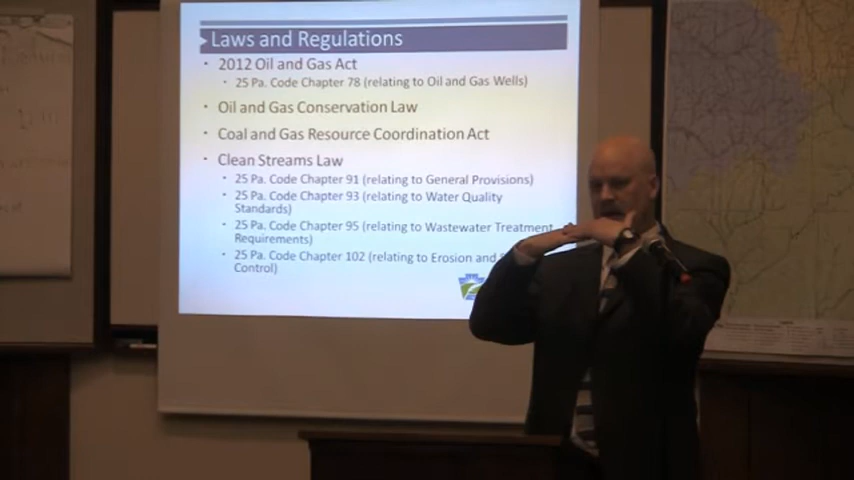 Laws and Regulations
2012 Oil and Gas Act
25 Pa. Code Chapter 78 (relating to Oil and Gas Wells)
Oil and Gas Conservation Law
Coal and Gas Resource Coordination Act
Clean Streams Law
25 Pa. Code Chapter 91 (relating to General Provisions)
25 Pa. Code Chapter 93 (relating to Water Quality
Standards)
25 Pa. Code Chapter 95 (relating to Wastewater Treatment
Requirements)
25 Pa. Code Chapter 102 (relating to Erosion and
Control)